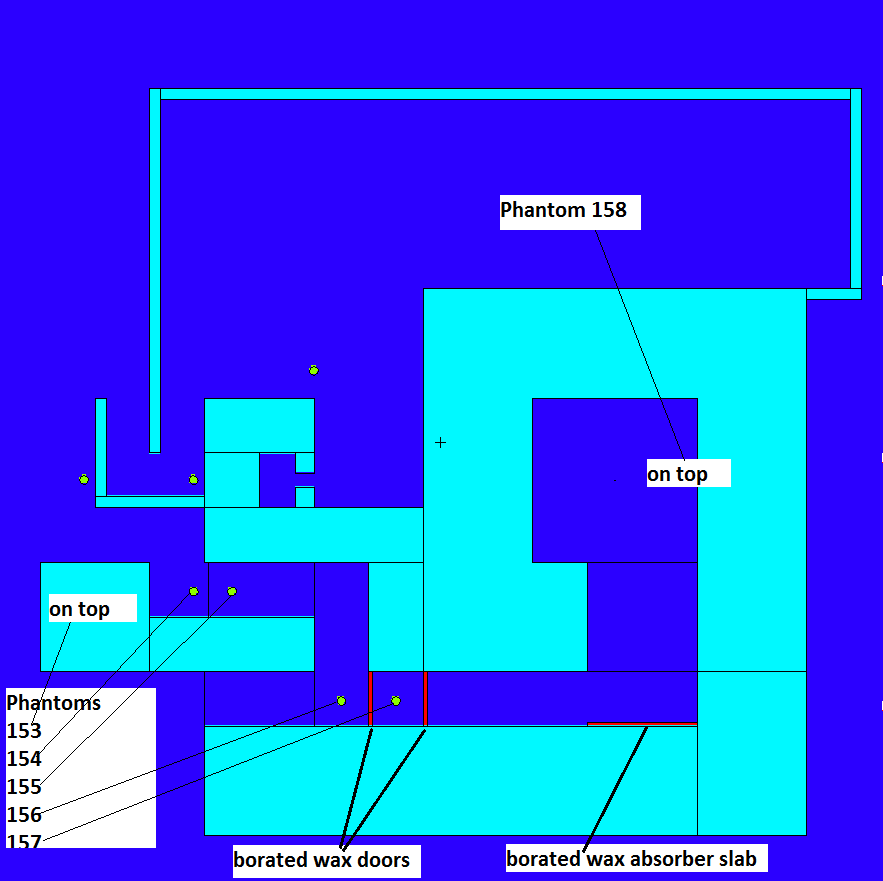 Phantom 158
on top
on top
Phantoms
153
154
155
156
157
borated wax doors
borated wax absorber slab